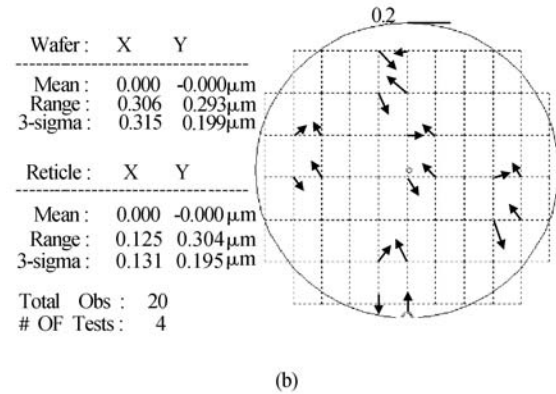 Wafer : X Y
Mean : 0.000 -0.000μm
Range : 0.306 0.293μm
3-sigma : 0.315 0.199μm
Reticle : X Y
Mean : 0.000 -0.000μm
Range : 0.125 0.304μm
3-sigma : 0.131 0.195μm
Total Obs : 20
# OF Tests : 4
0.2
(b)